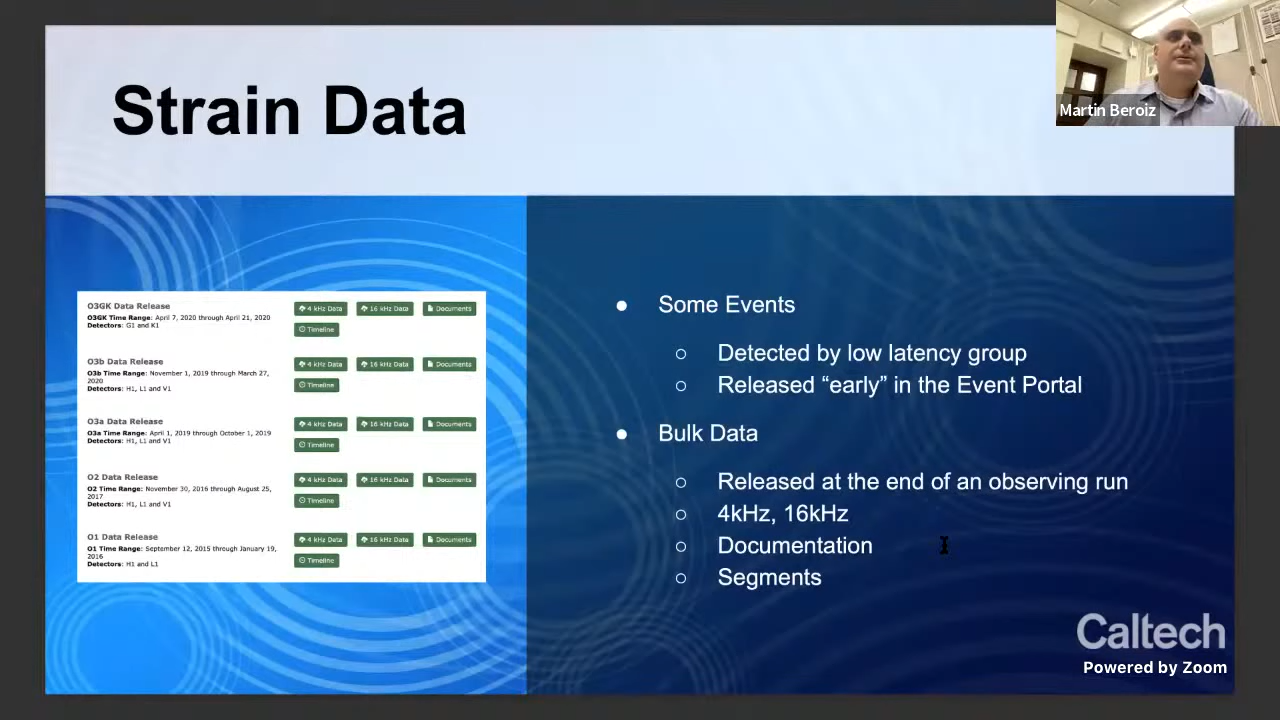 Strain Data
Martin Beroiz
O3GK Data Release
O3GK Time Range: April 7, 2020 through April 21, 2020
Detectors: G1 and K1
4 kHz Data
16 kHz Data
Documents
Timeline
O3b Data Release
O3b Time Range: November 1, 2019 through March 27,
2020
Detectors: H1, L1 and V1
4 kHz Data
16 kHz Data
Documents
Timeline
O3a Data Release
O3a Time Range: April 1, 2019 through October 1, 2019
Detectors: H1, L1 and V1
4 kHz Data
16 kHz Data
Documents
Timeline
O2 Data Release
O2 Time Range: November 30, 2016 through August 25,
2017
Detectors: H1, L1 and V1
4 kHz Data
16 kHz Data
Documents
Timeline
O1 Data Release
O1 Time Range: September 12, 2015 through January 19,
2016
Detectors: H1 and L1
4 kHz Data
16 kHz Data
Documents
Timeline
Some Events
Detected by low latency group
Released “early” in the Event Portal
Bulk Data
Released at the end of an observing run
4kHz, 16kHz
Documentation
Segments
Caltech
Powered by Zoom